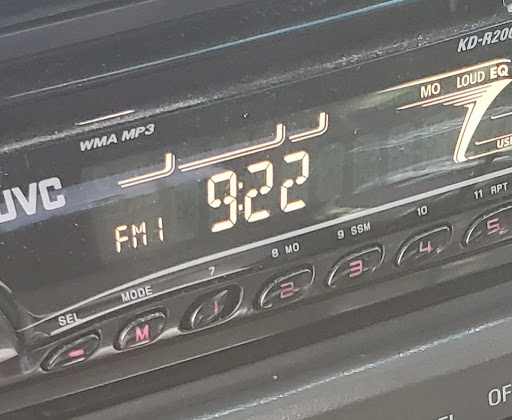 KD-R200
MO LOUD EQ
WMA MP3
JVC
9:22
FM1
11 RPT
10
9 SSM
8 MO
7
MODE
SEL
- M 1 2 3 4 5
OF